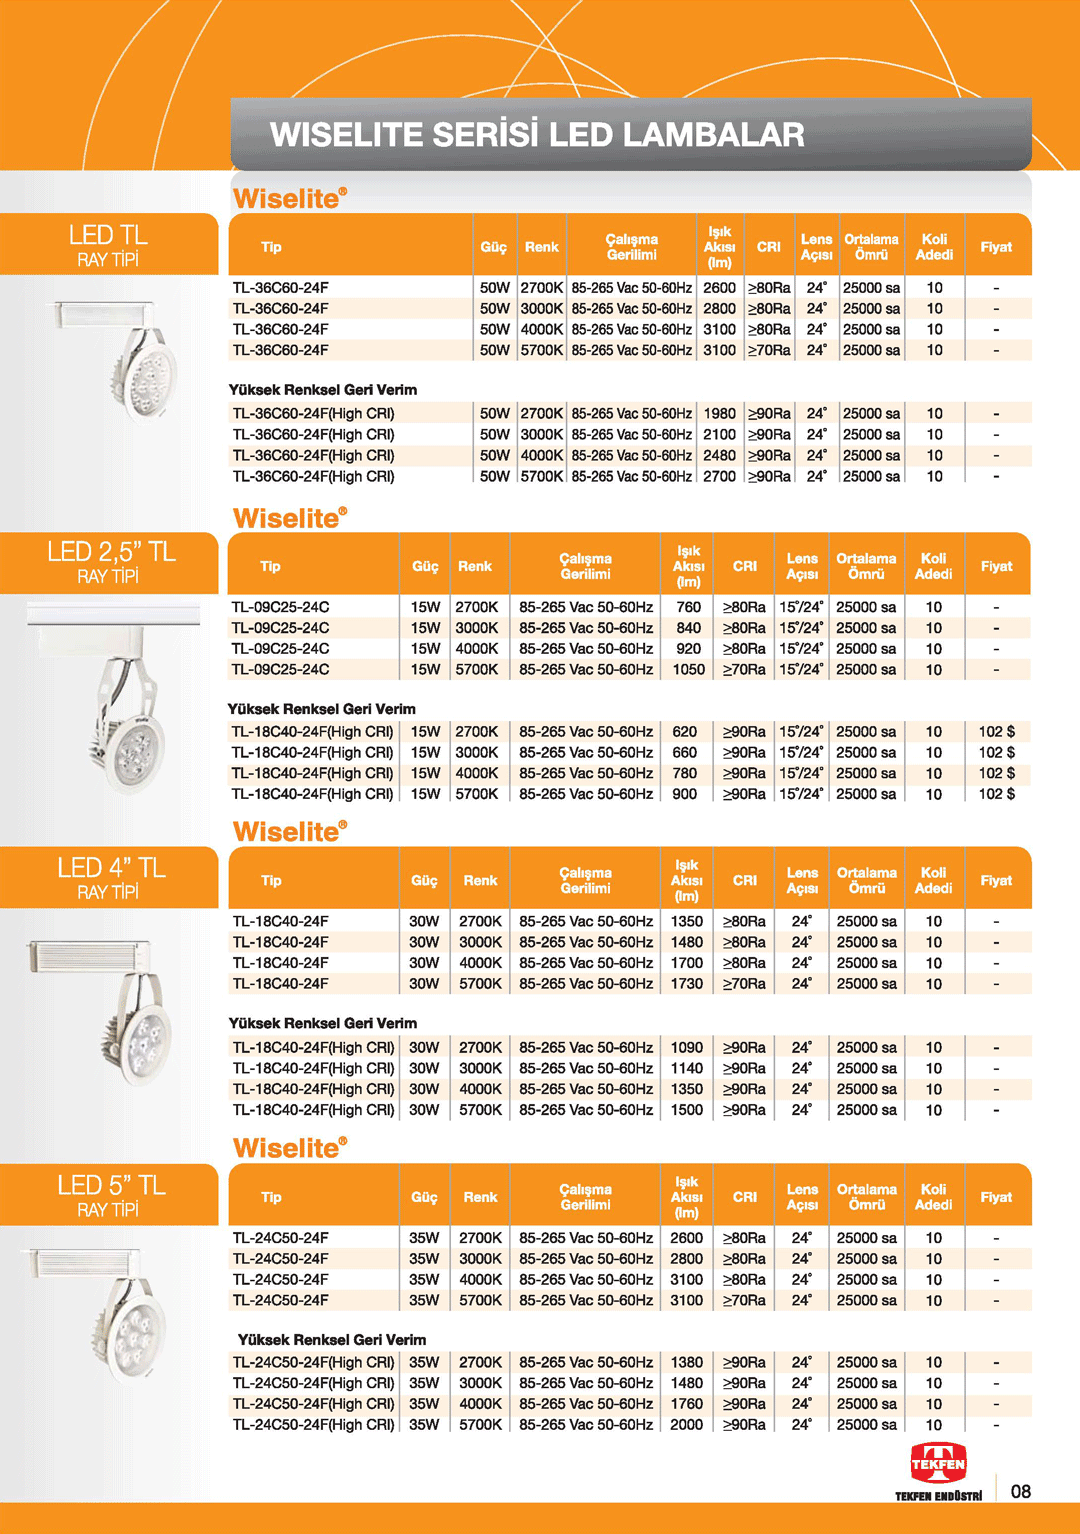 WISELITE SERİSİ LED LAMBALAR
Wiselite®
LED TL
RAY TİPİ
Tip Güç Renk Çalışma Gerilimi Işık Akısı (lm) CRI Lens Açısı Ortalama Ömrü Koli Adedi Fiyat
TL-36C60-24F 50W 2700K 85-265 Vac 50-60Hz 2600 ≥80Ra 24° 25000 sa 10 -
TL-36C60-24F 50W 3000K 85-265 Vac 50-60Hz 2800 ≥80Ra 24° 25000 sa 10 -
TL-36C60-24F 50W 4000K 85-265 Vac 50-60Hz 3100 ≥80Ra 24° 25000 sa 10 -
TL-36C60-24F 50W 5700K 85-265 Vac 50-60Hz 3100 ≥70Ra 24° 25000 sa 10 -
Yüksek Renksel Geri Verim
TL-36C60-24F(High CRI) 50W 2700K 85-265 Vac 50-60Hz 1980 ≥90Ra 24° 25000 sa 10 -
TL-36C60-24F(High CRI) 50W 3000K 85-265 Vac 50-60Hz 2100 ≥90Ra 24° 25000 sa 10 -
TL-36C60-24F(High CRI) 50W 4000K 85-265 Vac 50-60Hz 2480 ≥90Ra 24° 25000 sa 10 -
TL-36C60-24F(High CRI) 50W 5700K 85-265 Vac 50-60Hz 2700 ≥90Ra 24° 25000 sa 10 -
Wiselite®
LED 2,5” TL
RAY TİPİ
Tip Güç Renk Çalışma Gerilimi Işık Akısı (lm) CRI Lens Açısı Ortalama Ömrü Koli Adedi Fiyat
TL-09C25-24C 15W 2700K 85-265 Vac 50-60Hz 760 ≥80Ra 15°/24° 25000 sa 10 -
TL-09C25-24C 15W 3000K 85-265 Vac 50-60Hz 840 ≥80Ra 15°/24° 25000 sa 10 -
TL-09C25-24C 15W 4000K 85-265 Vac 50-60Hz 920 ≥80Ra 15°/24° 25000 sa 10 -
TL-09C25-24C 15W 5700K 85-265 Vac 50-60Hz 1050 ≥70Ra 15°/24° 25000 sa 10 -
Yüksek Renksel Geri Verim
TL-18C40-24F(High CRI) 15W 2700K 85-265 Vac 50-60Hz 620 ≥90Ra 15°/24° 25000 sa 10 102 $
TL-18C40-24F(High CRI) 15W 3000K 85-265 Vac 50-60Hz 660 ≥90Ra 15°/24° 25000 sa 10 102 $
TL-18C40-24F(High CRI) 15W 4000K 85-265 Vac 50-60Hz 780 ≥90Ra 15°/24° 25000 sa 10 102 $
TL-18C40-24F(High CRI) 15W 5700K 85-265 Vac 50-60Hz 900 ≥90Ra 15°/24° 25000 sa 10 102 $
Wiselite®
LED 4” TL
RAY TİPİ
Tip Güç Renk Çalışma Gerilimi Işık Akısı (lm) CRI Lens Açısı Ortalama Ömrü Koli Adedi Fiyat
TL-18C40-24F 30W 2700K 85-265 Vac 50-60Hz 1350 ≥80Ra 24° 25000 sa 10 -
TL-18C40-24F 30W 3000K 85-265 Vac 50-60Hz 1480 ≥80Ra 24° 25000 sa 10 -
TL-18C40-24F 30W 4000K 85-265 Vac 50-60Hz 1700 ≥80Ra 24° 25000 sa 10 -
TL-18C40-24F 30W 5700K 85-265 Vac 50-60Hz 1730 ≥70Ra 24° 25000 sa 10 -
Yüksek Renksel Geri Verim
TL-18C40-24F(High CRI) 30W 2700K 85-265 Vac 50-60Hz 1090 ≥90Ra 24° 25000 sa 10 -
TL-18C40-24F(High CRI) 30W 3000K 85-265 Vac 50-60Hz 1140 ≥90Ra 24° 25000 sa 10 -
TL-18C40-24F(High CRI) 30W 4000K 85-265 Vac 50-60Hz 1350 ≥90Ra 24° 25000 sa 10 -
TL-18C40-24F(High CRI) 30W 5700K 85-265 Vac 50-60Hz 1500 ≥90Ra 24° 25000 sa 10 -
Wiselite®
LED 5” TL
RAY TİPİ
Tip Güç Renk Çalışma Gerilimi Işık Akısı (lm) CRI Lens Açısı Ortalama Ömrü Koli Adedi Fiyat
TL-24C50-24F 35W 2700K 85-265 Vac 50-60Hz 2600 ≥80Ra 24° 25000 sa 10 -
TL-24C50-24F 35W 3000K 85-265 Vac 50-60Hz 2800 ≥80Ra 24° 25000 sa 10 -
TL-24C50-24F 35W 4000K 85-265 Vac 50-60Hz 3100 ≥80Ra 24° 25000 sa 10 -
TL-24C50-24F 35W 5700K 85-265 Vac 50-60Hz 3100 ≥70Ra 24° 25000 sa 10 -
Yüksek Renksel Geri Verim
TL-24C50-24F(High CRI) 35W 2700K 85-265 Vac 50-60Hz 1380 ≥90Ra 24° 25000 sa 10 -
TL-24C50-24F(High CRI) 35W 3000K 85-265 Vac 50-60Hz 1480 ≥90Ra 24° 25000 sa 10 -
TL-24C50-24F(High CRI) 35W 4000K 85-265 Vac 50-60Hz 1760 ≥90Ra 24° 25000 sa 10 -
TL-24C50-24F(High CRI) 35W 5700K 85-265 Vac 50-60Hz 2000 ≥90Ra 24° 25000 sa 10 -
TEKFEN
TEKFEN ENDÜSTRİ 08